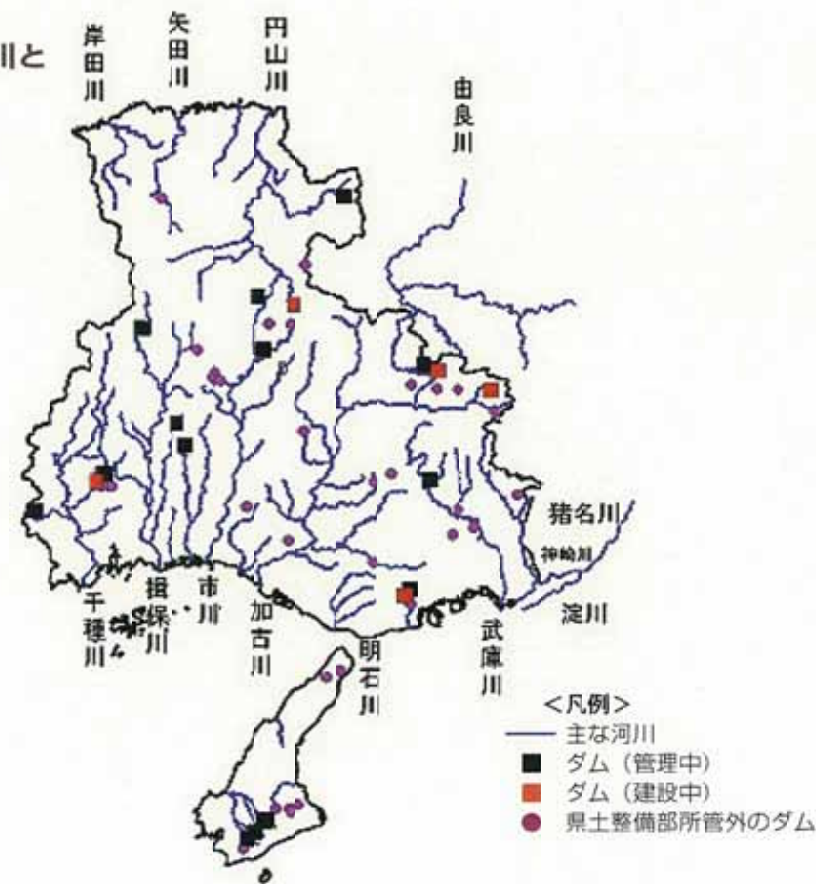 川と
岸田川
矢田川
円山川
由良川
猪名川
神崎川
淀川
千種川
揖保川
市川
加古川
明石川
武庫川
＜凡例＞
主な河川
ダム（管理中）
ダム（建設中）
県土整備部所管外のダム